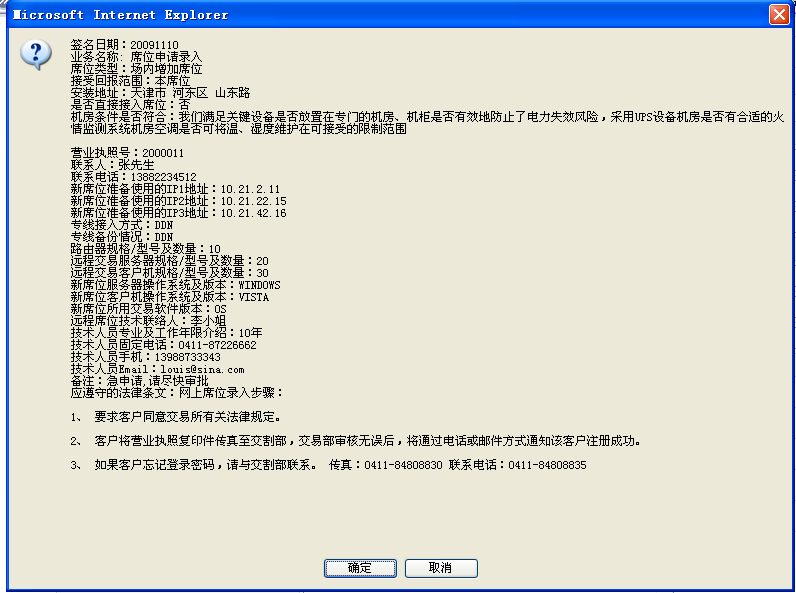 Microsoft Internet Explorer
签名日期：20091110
业务名称: 席位申请录入
席位类型：场内增加席位
接受回报范围：本席位
安装地址：天津市 河东区 山东路
是否直接接入席位：否
机房条件是否符合：我们满足关键设备是否放置在专门的机房、机柜是否有效地防止了电力失效风险，采用UPS设备机房是否有合适的火
情监测系统机房空调是否可将温、湿度维护在可接受的限制范围
营业执照号：2000011
联系人：张先生
联系电话：13882234512
新席位准备使用的IP1地址：10.21.2.11
新席位准备使用的IP2地址：10.21.22.15
新席位准备使用的IP3地址：10.21.42.16
专线接入方式：DDN
专线备份情况：DDN
路由器规格/型号及数量：10
远程交易服务器规格/型号及数量：20
远程交易客户机规格/型号及数量：30
新席位服务器操作系统及版本：WINDOWS
新席位客户机操作系统及版本：VISTA
新席位所用交易软件版本：OS
远程席位技术联络人：李小姐
技术人员专业及工作年限介绍：10年
技术人员固定电话：0411-87226662
技术人员手机：13988733343
技术人员Email：louis@sina.com
备注：急申请,请尽快审批
应遵守的法律条文：网上席位录入步骤：
1、 要求客户同意交易所有关法律规定。
2、 客户将营业执照复印件传真至交割部，交易部审核无误后，将通过电话或邮件方式通知该客户注册成功。
3、 如果客户忘记登录密码，请与交割部联系。 传真：0411-84808830 联系电话：0411-84808835
确定 取消